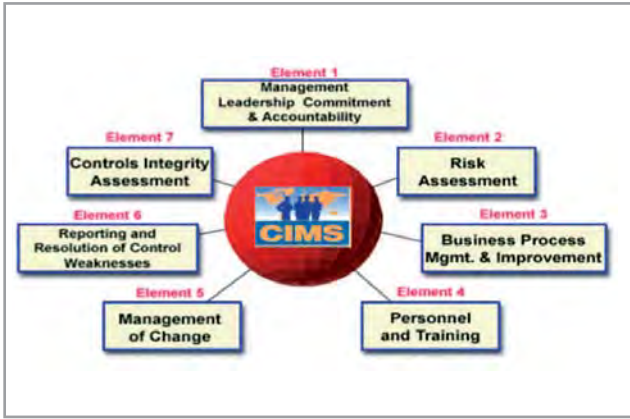 Element 1
Management
Leadership Commitment
& Accountability
Element 7
Controls Integrity
Assessment
Element 2
Risk
Assessment
Element 6
Reporting and
Resolution of Control
Weaknesses
CIMS
Element 3
Business Process
Mgmt. & Improvement
Element 5
Management
of Change
Element 4
Personnel
and Training